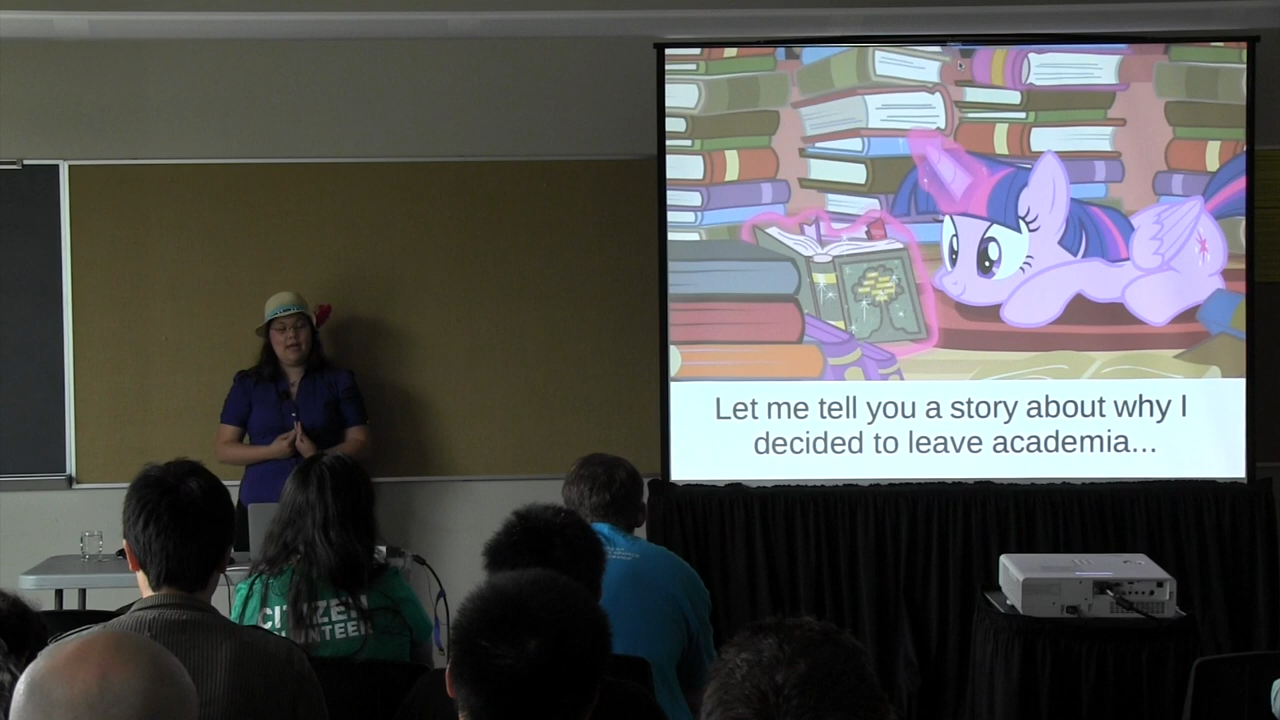 Let me tell you a story about why I
decided to leave academia...
CITIZEN